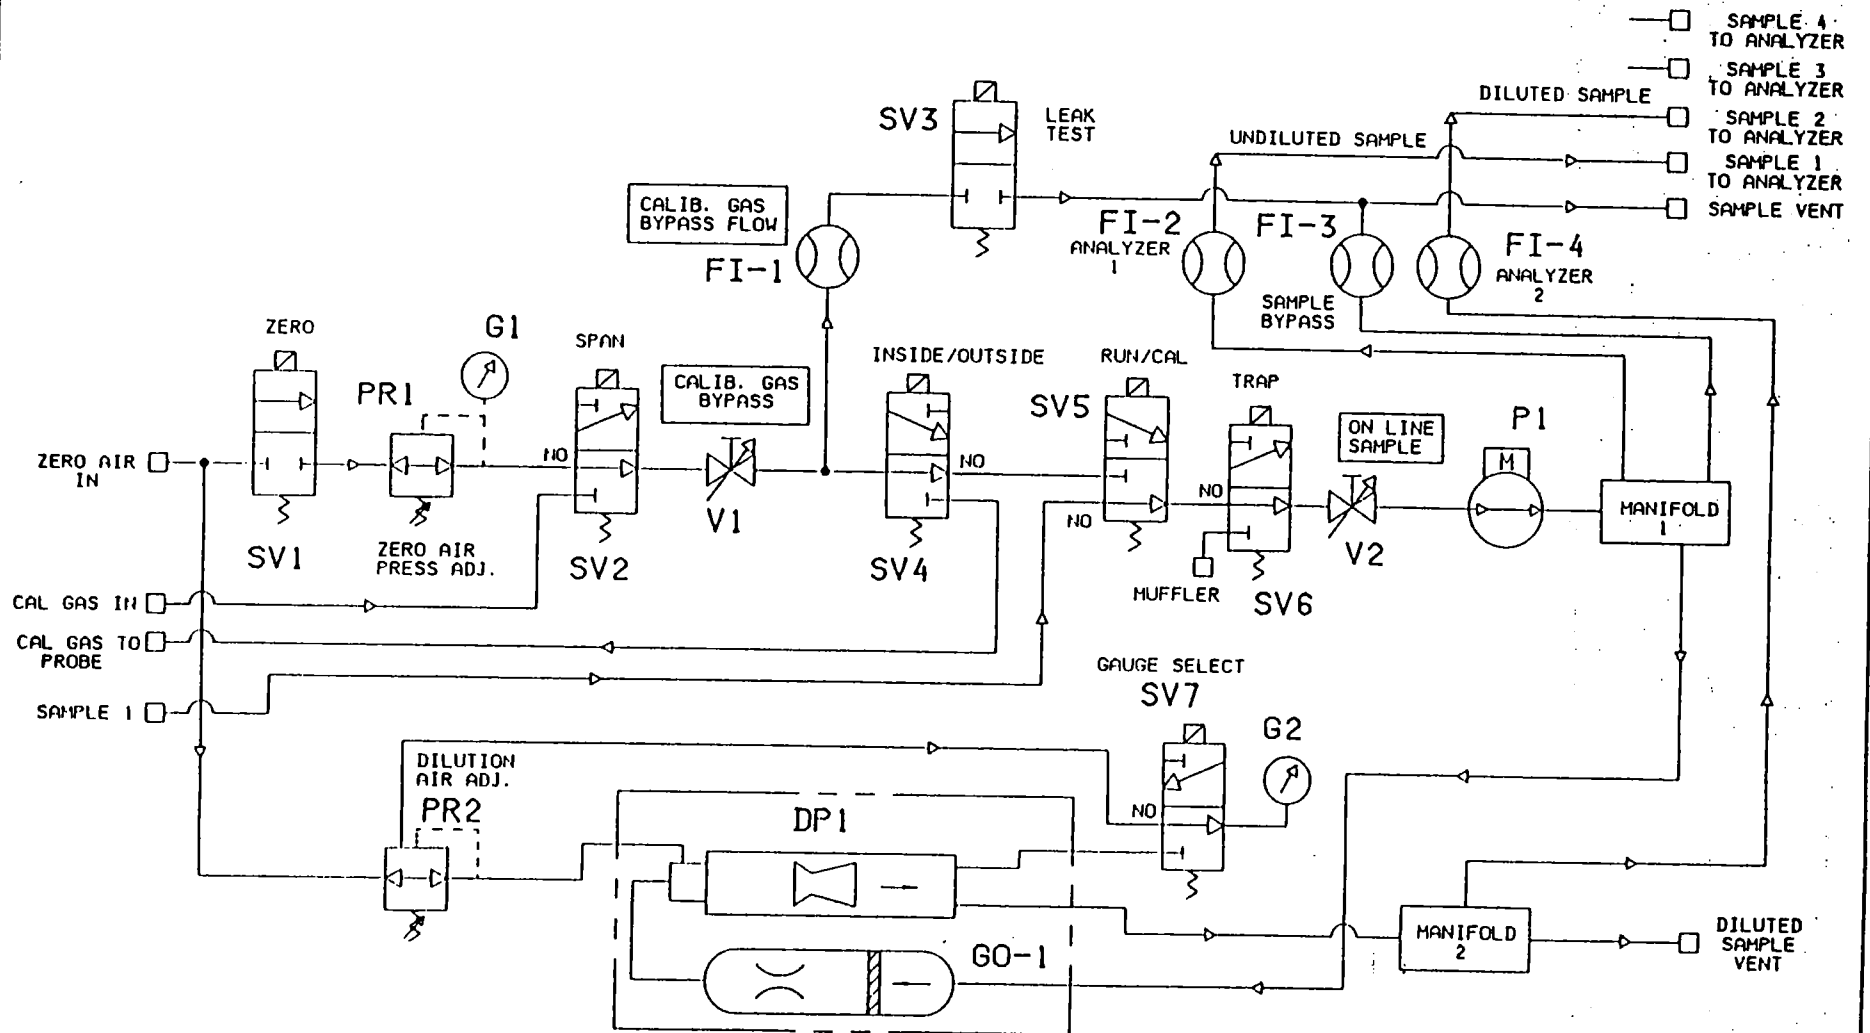 SAMPLE 4
TO ANALYZER
SAMPLE 3
TO ANALYZER
DILUTED SAMPLE
SAMPLE 2
TO ANALYZER
UNDILUTED SAMPLE
SAMPLE 1
TO ANALYZER
SAMPLE VENT
SV3
LEAK
TEST
CALIB. GAS
BYPASS FLOW
FI-1
FI-2
ANALYZER
1
FI-3
SAMPLE
BYPASS
FI-4
ANALYZER
2
ZERO
G1
SPAN
INSIDE/OUTSIDE
RUN/CAL
TRAP
PR1
CALIB. GAS
BYPASS
SV5
ON LINE
SAMPLE
P1
M
ZERO AIR
IN
NO
NO
NO
NO
MANIFOLD
1
SV1
ZERO AIR
PRESS ADJ.
SV2
V1
SV4
V2
MUFFLER
SV6
CAL GAS IN
CAL GAS TO
PROBE
SAMPLE 1
GAUGE SELECT
SV7
G2
DILUTION
AIR ADJ.
PR2
DP1
NO
GO-1
MANIFOLD
2
DILUTED
SAMPLE
VENT